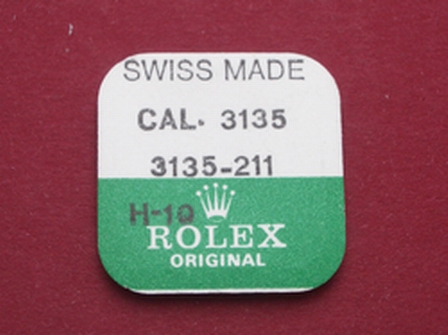 SWISS MADE
CAL. 3135
3135-211
H-10
ROLEX
ORIGINAL